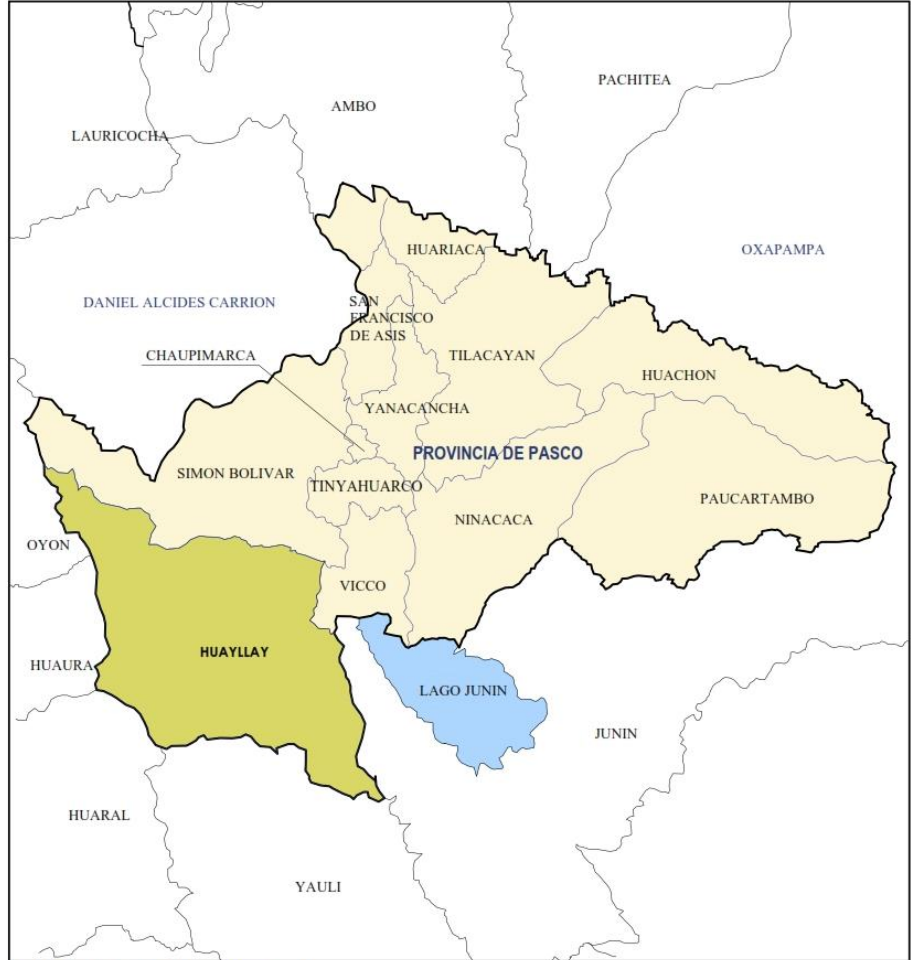 PACHITEA
AMBO
LAURICOCHA
HUARIACA
OXAPAMPA
DANIEL ALCIDES CARRION
SAN
FRANCISCO
DE ASIS
CHAUPIMARCA
TILACAYAN
HUACHON
YANACANCHA
PROVINCIA DE PASCO
SIMON BOLIVAR
TINYAHUARCO
PAUCARTAMBO
NINACACA
OYON
VICCO
HUAYLLAY
HUAURA
LAGO JUNIN
JUNIN
HUARAL
YAULI